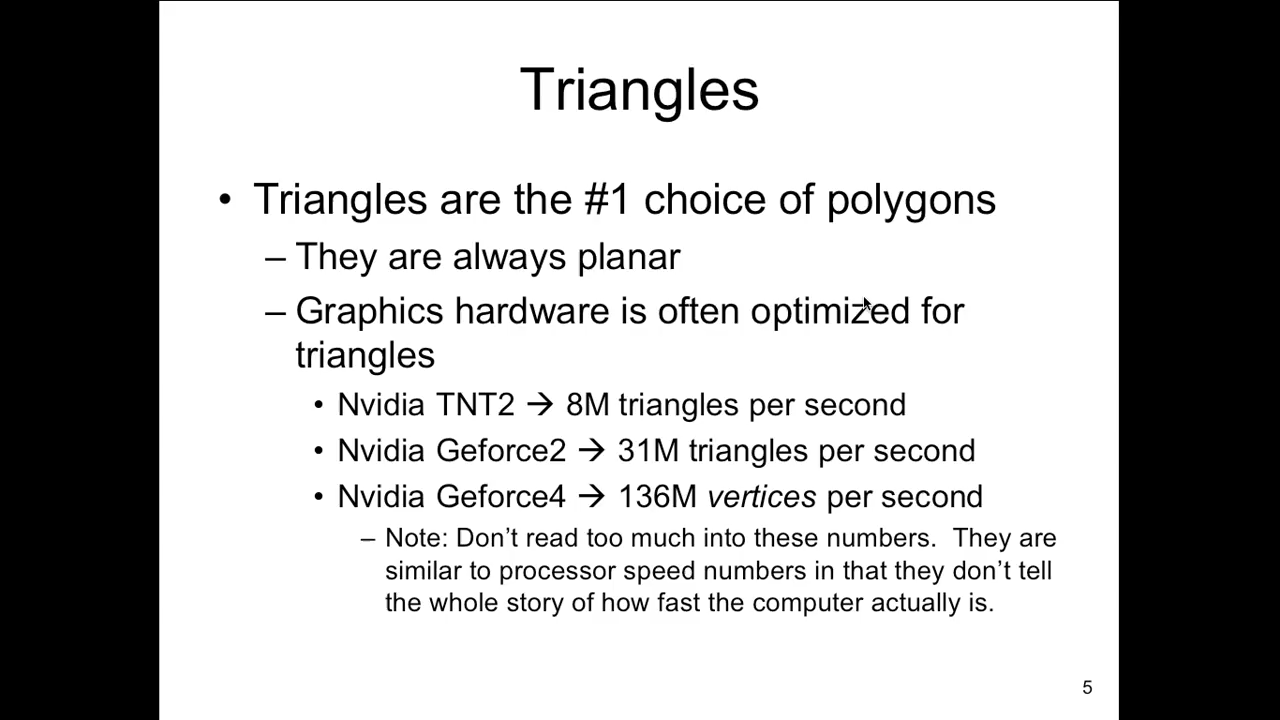 Triangles
• Triangles are the #1 choice of polygons
– They are always planar
– Graphics hardware is often optimized for
triangles
• Nvidia TNT2 → 8M triangles per second
• Nvidia Geforce2 → 31M triangles per second
• Nvidia Geforce4 → 136M vertices per second
– Note: Don’t read too much into these numbers.  They are
similar to processor speed numbers in that they don’t tell
the whole story of how fast the computer actually is.
5